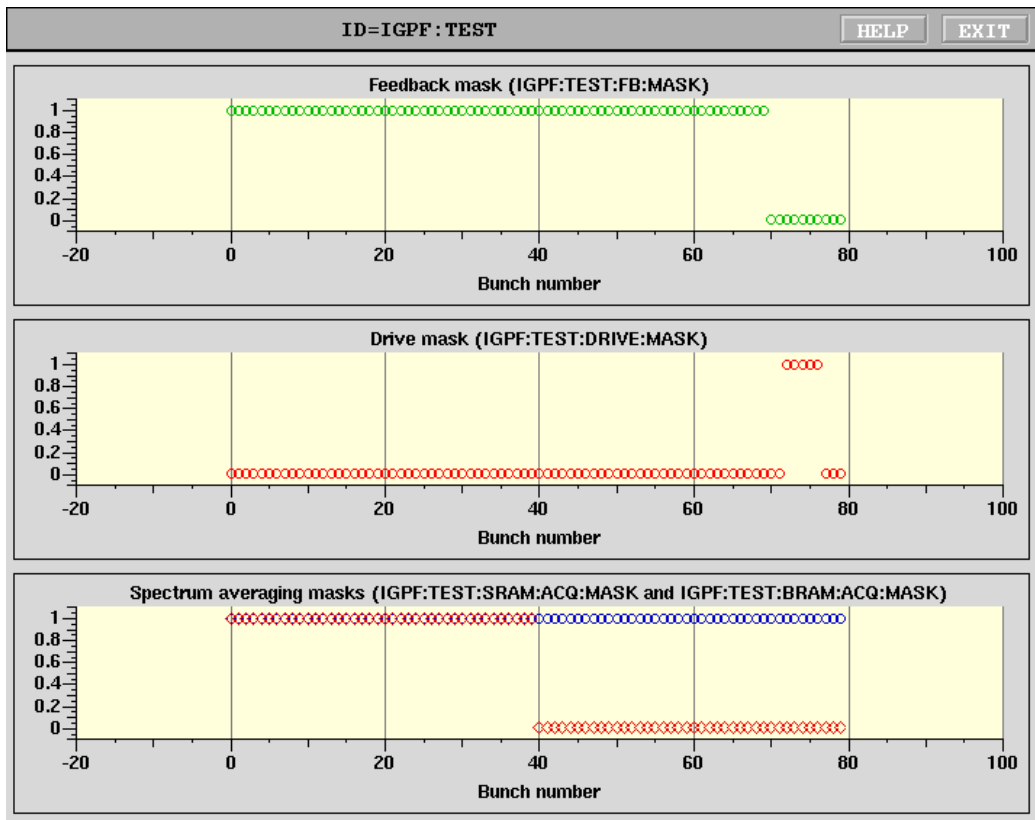 ID=IGPF:TEST HELP EXIT
Feedback mask (IGPF:TEST:FB:MASK)
1
0.8
0.6
0.4
0.2
0
-20 0 20 40 60 80 100
Bunch number
Drive mask (IGPF:TEST:DRIVE:MASK)
1
0.8
0.6
0.4
0.2
0
-20 0 20 40 60 80 100
Bunch number
Spectrum averaging masks (IGPF:TEST:SRAM:ACQ:MASK and IGPF:TEST:BRAM:ACQ:MASK)
1
0.8
0.6
0.4
0.2
0
-20 0 20 40 60 80 100
Bunch number